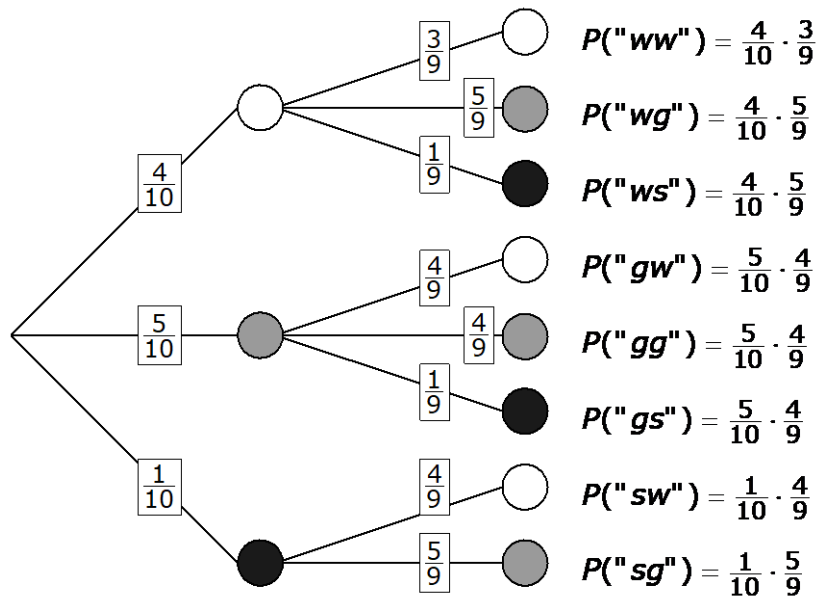 3/9 P("ww") = 4/10 · 3/9
5/9 P("wg") = 4/10 · 5/9
4/10
1/9 P("ws") = 4/10 · 5/9
4/9 P("gw") = 5/10 · 4/9
5/10 4/9 P("gg") = 5/10 · 4/9
1/9 P("gs") = 5/10 · 4/9
1/10 4/9 P("sw") = 1/10 · 4/9
5/9 P("sg") = 1/10 · 5/9